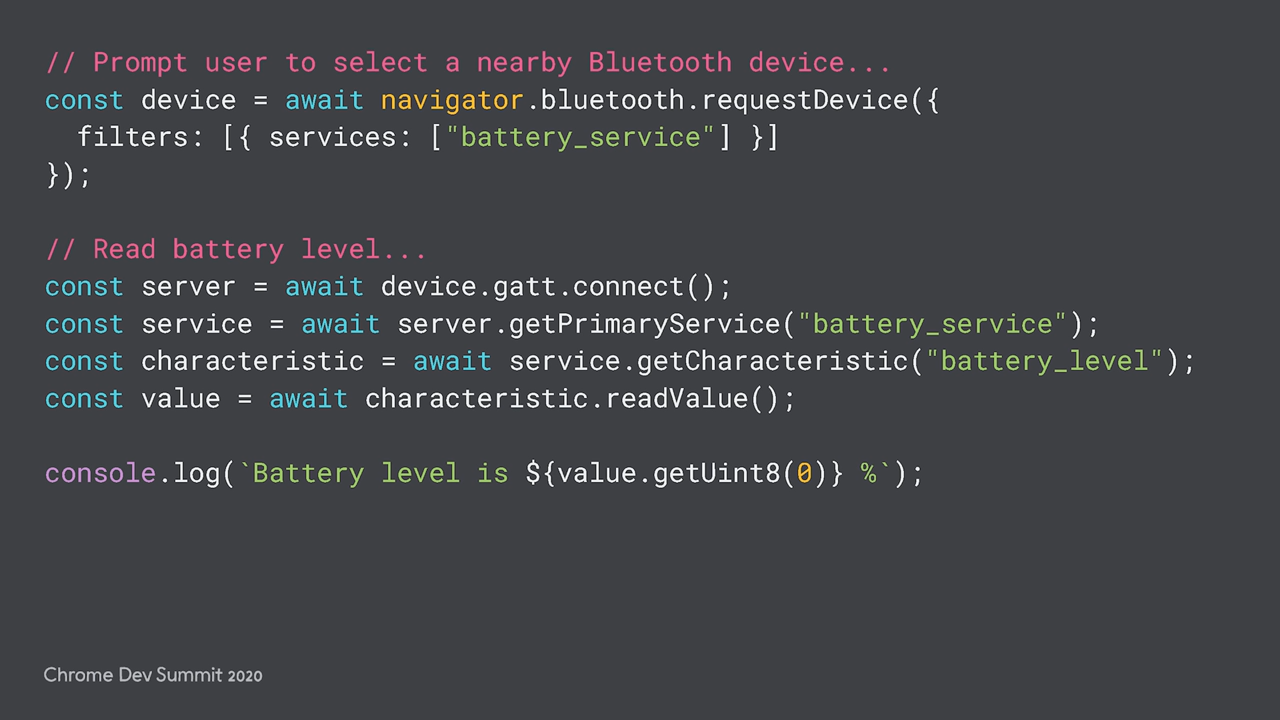 // Prompt user to select a nearby Bluetooth device...
const device = await navigator.bluetooth.requestDevice({
  filters: [{ services: ["battery_service"] }]
});

// Read battery level...
const server = await device.gatt.connect();
const service = await server.getPrimaryService("battery_service");
const characteristic = await service.getCharacteristic("battery_level");
const value = await characteristic.readValue();

console.log(`Battery level is ${value.getUint8(0)} %`);

Chrome Dev Summit 2020